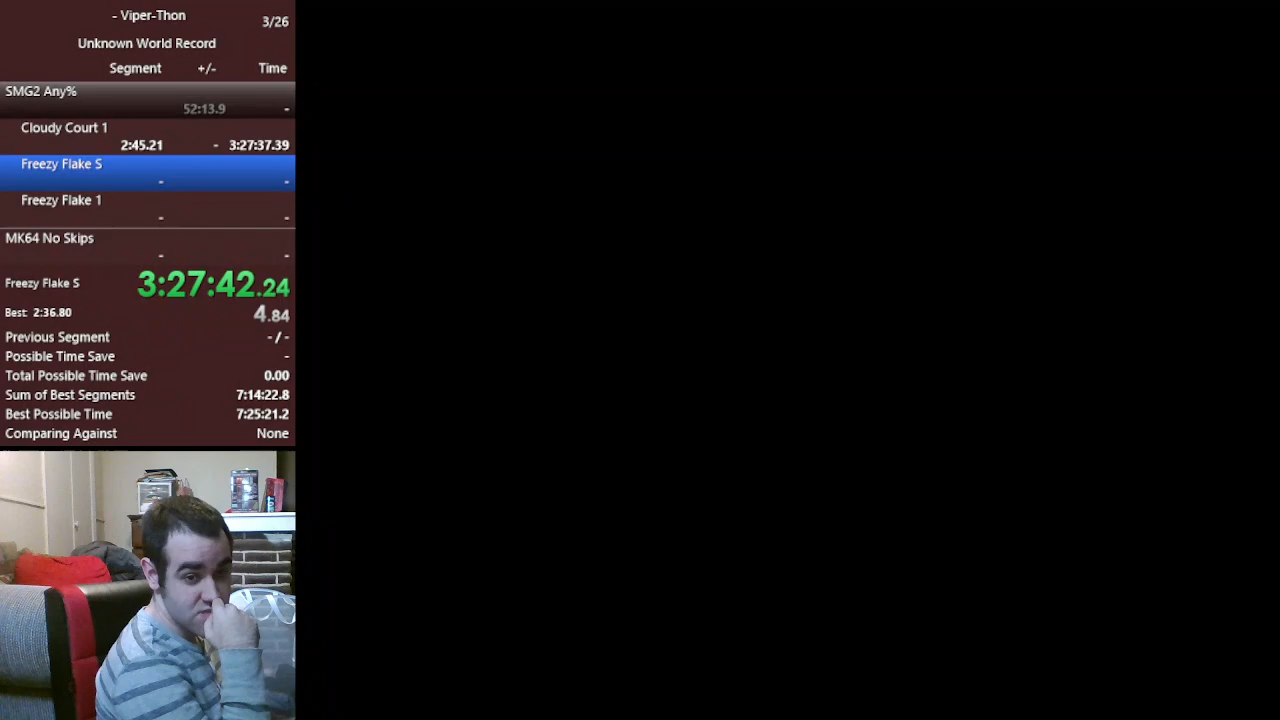 - Viper-Thon
3/26
Unknown World Record
Segment +/- Time
SMG2 Any%
52:13.9 -
Cloudy Court 1
2:45.21 - 3:27:37.39
Freezy Flake S
- -
Freezy Flake 1
- -
MK64 No Skips
- -
Freezy Flake S 3:27:42.24
Best: 2:36.80 4.84
Previous Segment - / -
Possible Time Save -
Total Possible Time Save 0.00
Sum of Best Segments 7:14:22.8
Best Possible Time 7:25:21.2
Comparing Against None